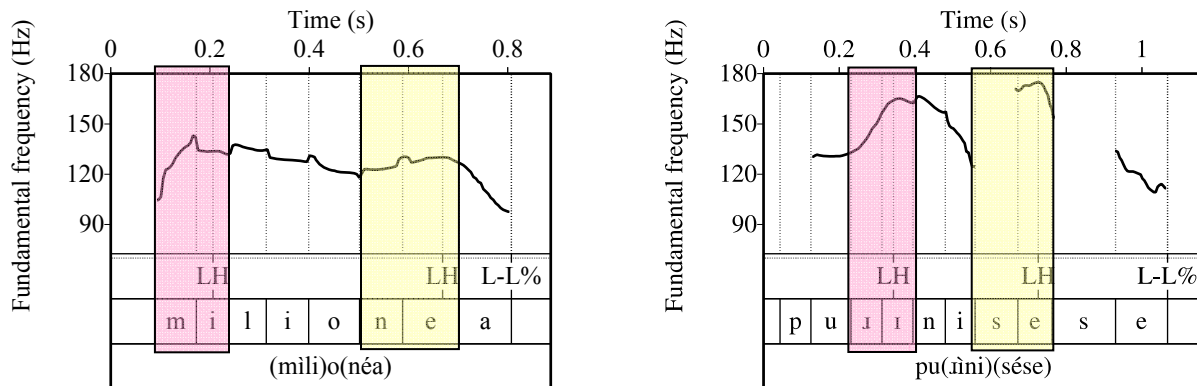 Time (s)
0 0.2 0.4 0.6 0.8
Fundamental frequency (Hz)
180
150
120
90
LH LH L-L%
m i l i o n e a
(mìli)o(néa)
Time (s)
0 0.2 0.4 0.6 0.8 1
Fundamental frequency (Hz)
180
150
120
90
LH LH L-L%
p u ɹ ɪ n i s e s e
pu(ɹìni)(sése)